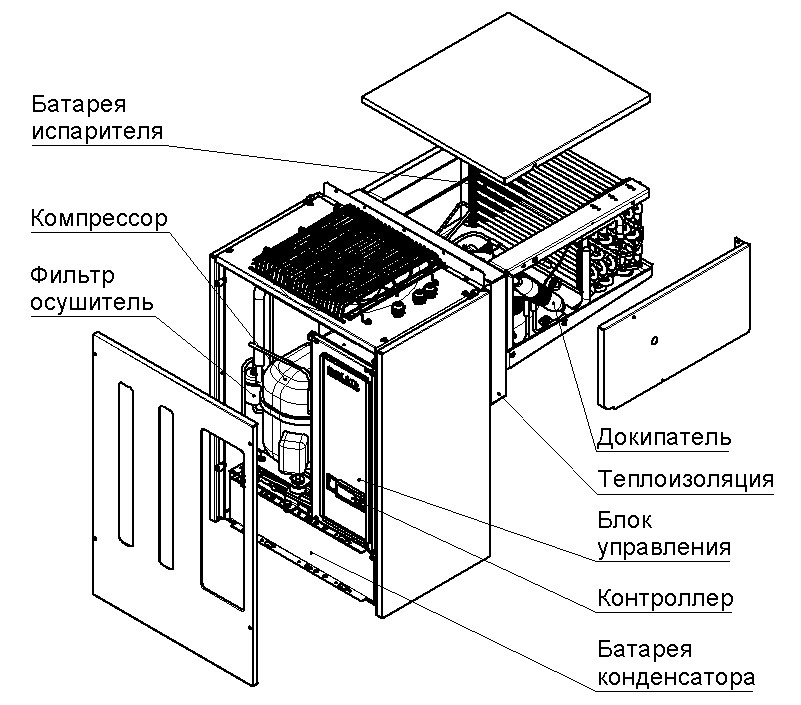 Батарея
испарителя
Компрессор
Фильтр
осушитель
Докипатель
Теплоизоляция
Блок
управления
Контроллер
Батарея
конденсатора